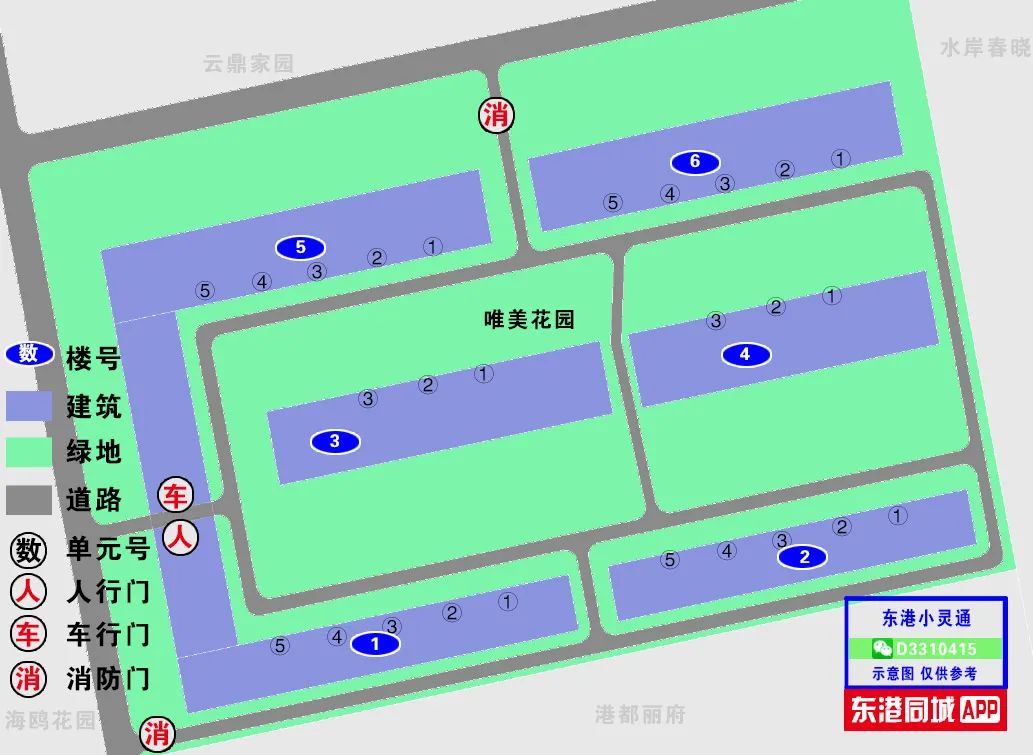 云鼎家园
水岸春晓
消
6
① ② ③ ④ ⑤
5
① ② ③ ④ ⑤
唯美花园
4
① ② ③
3
① ② ③
2
① ② ③ ④ ⑤
1
① ② ③ ④ ⑤
车
人
消
数 楼号
建筑
绿地
道路
数 单元号
人 人行门
车 车行门
消 消防门
海鸥花园
港都丽府
东港小灵通
D3310415
示意图 仅供参考
东港同城APP